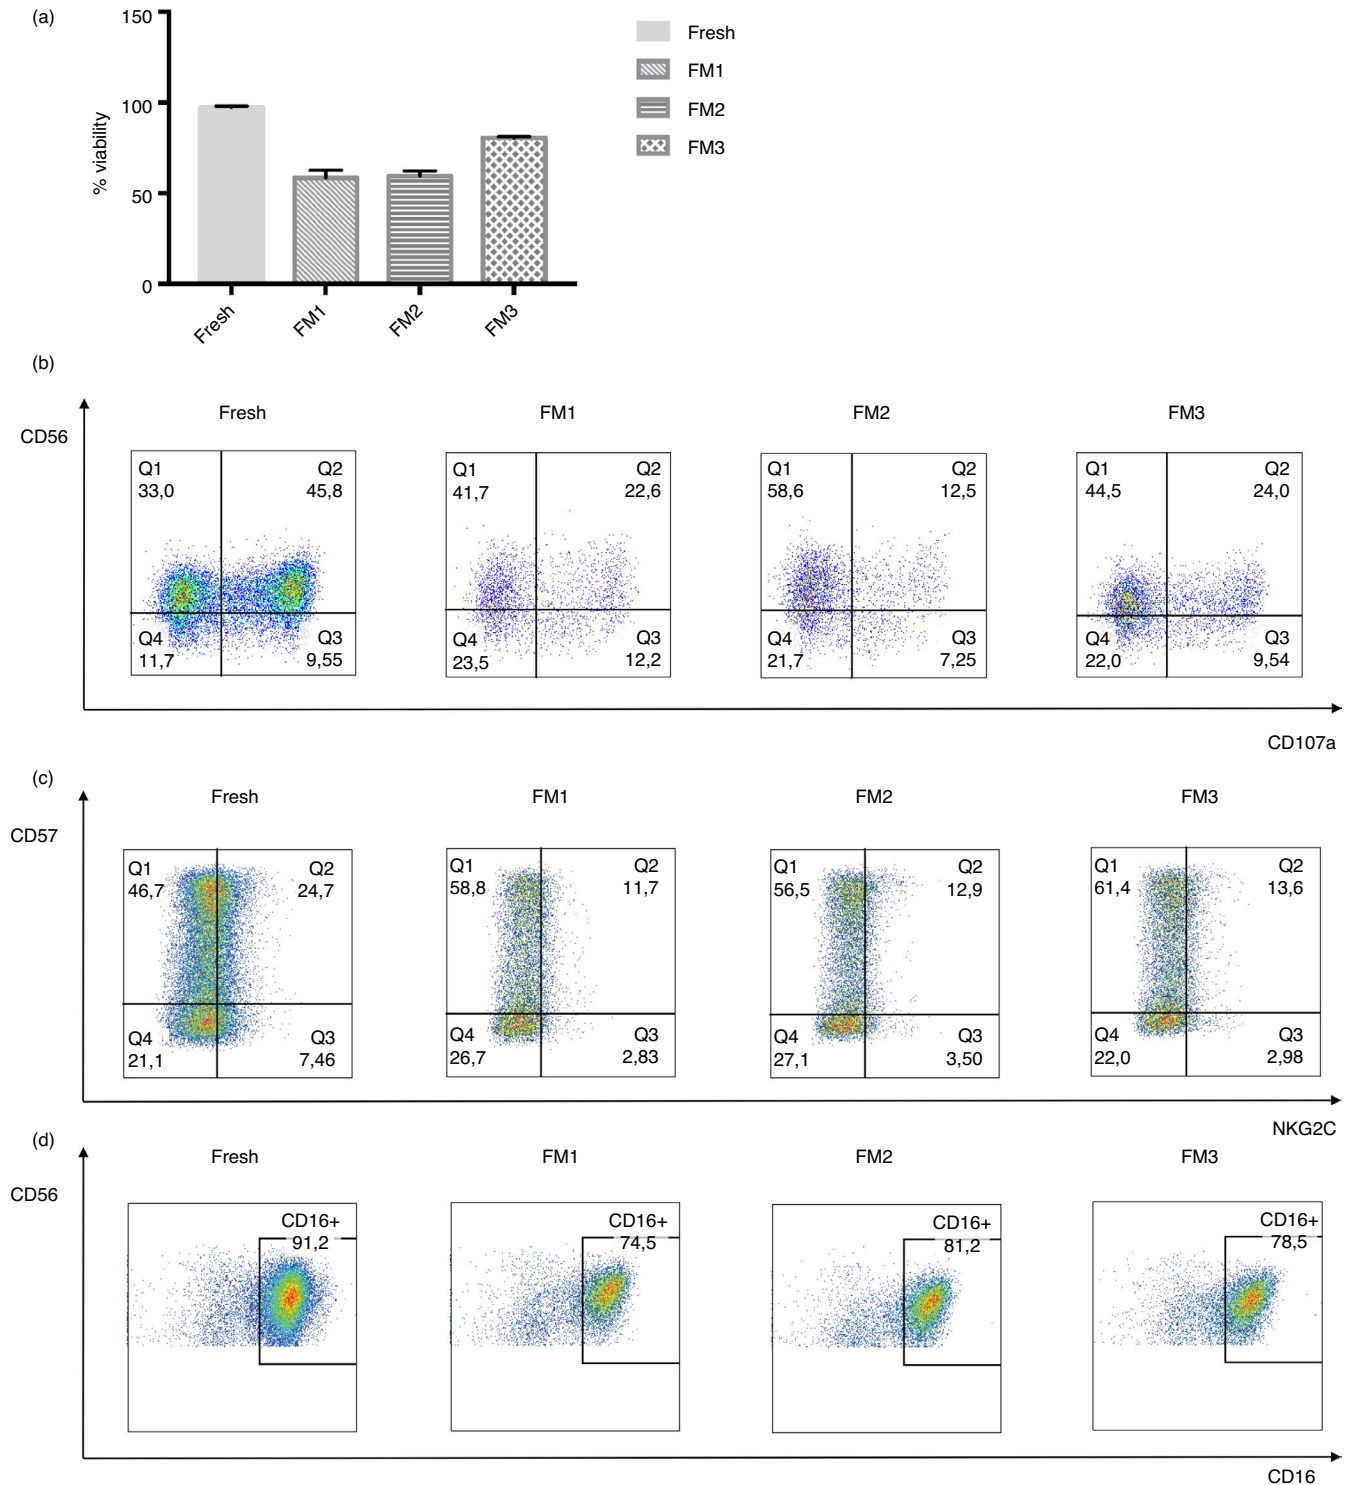 (a)
150
100
50
0
% viability
Fresh
FM1
FM2
FM3
Fresh
FM1
FM2
FM3
(b)
CD56
Fresh
FM1
FM2
FM3
Q1
33,0
Q2
45,8
Q4
11,7
Q3
9,55
Q1
41,7
Q2
22,6
Q4
23,5
Q3
12,2
Q1
58,6
Q2
12,5
Q4
21,7
Q3
7,25
Q1
44,5
Q2
24,0
Q4
22,0
Q3
9,54
CD107a
(c)
CD57
Fresh
FM1
FM2
FM3
Q1
46,7
Q2
24,7
Q4
21,1
Q3
7,46
Q1
58,8
Q2
11,7
Q4
26,7
Q3
2,83
Q1
56,5
Q2
12,9
Q4
27,1
Q3
3,50
Q1
61,4
Q2
13,6
Q4
22,0
Q3
2,98
NKG2C
(d)
CD56
Fresh
FM1
FM2
FM3
CD16+
91,2
CD16+
74,5
CD16+
81,2
CD16+
78,5
CD16